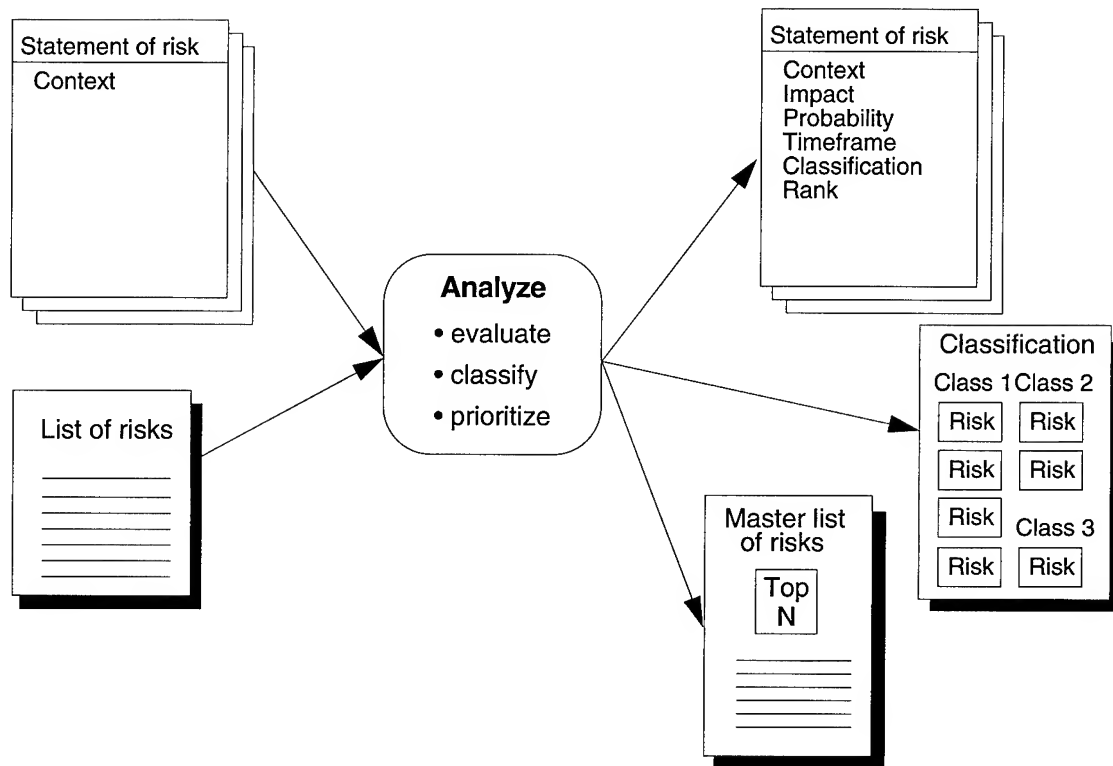 Statement of risk
Context
List of risks
Analyze
• evaluate
• classify
• prioritize
Statement of risk
Context
Impact
Probability
Timeframe
Classification
Rank
Classification
Class 1 Class 2
Risk Risk
Risk Risk
Risk
Class 3
Risk Risk
Master list
of risks
Top
N